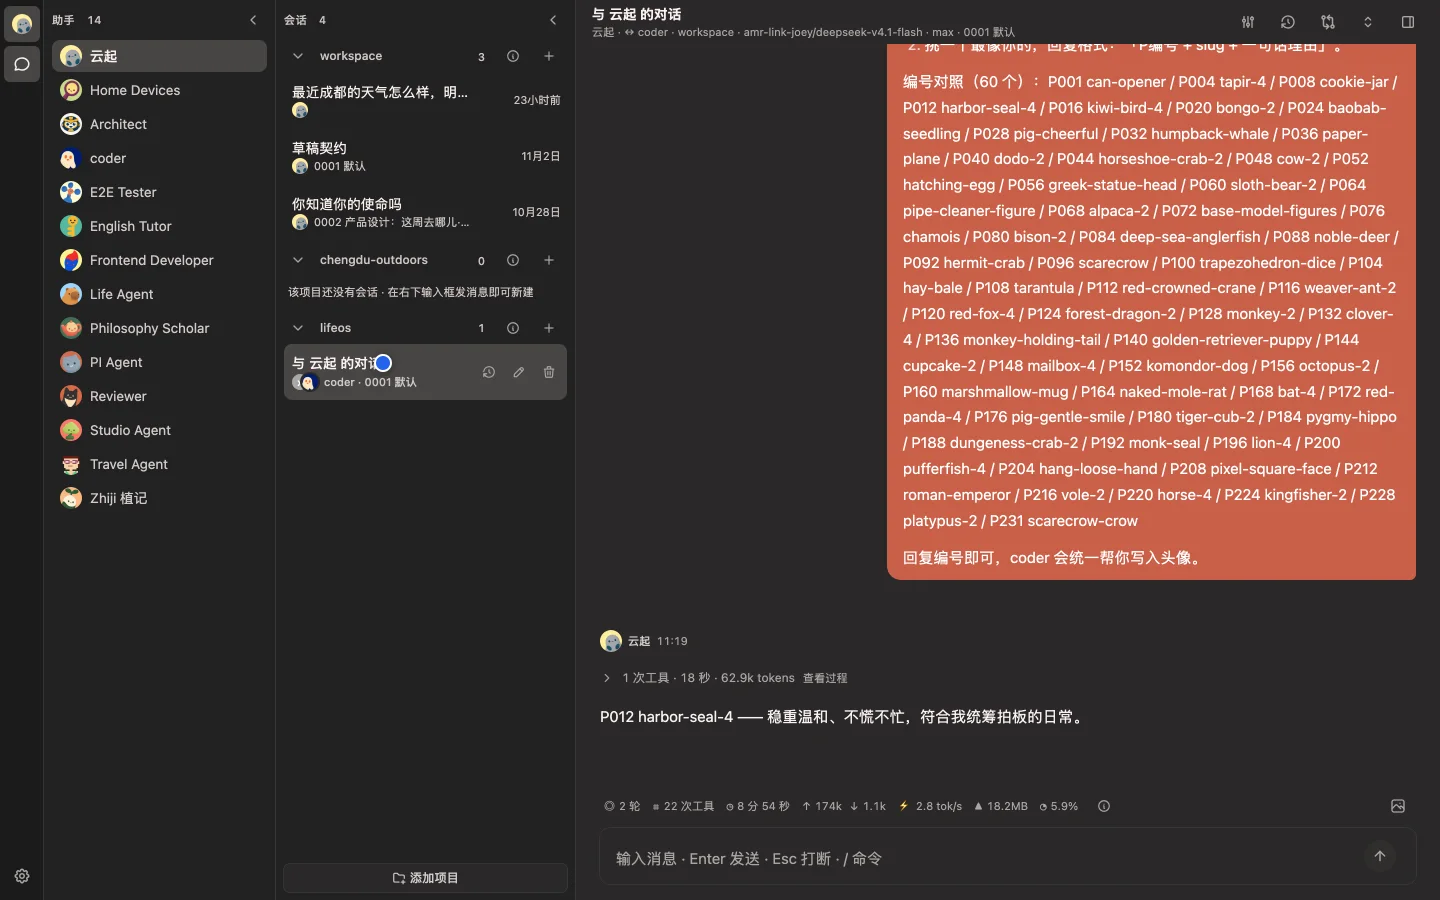 助手 14
云起
Home Devices
Architect
coder
E2E Tester
English Tutor
Frontend Developer
Life Agent
Philosophy Scholar
PI Agent
Reviewer
Studio Agent
Travel Agent
Zhiji 植记
会话 4
workspace 3
最近成都的天气怎么样，明...
23小时前
草稿契约
0001 默认
11月2日
你知道你的使命吗
0002 产品设计：这周去哪儿·...
10月28日
chengdu-outdoors 0
该项目还没有会话 · 在右下输入框发消息即可新建
lifeos 1
与 云起 的对话
coder · 0001 默认
添加项目
与 云起 的对话
云起 · ↔ coder · workspace · amr-link-joey/deepseek-v4.1-flash · max · 0001 默认
2. 挑一个最像你的，回复格式：「P编号 + slug + 一句话理由」。
编号对照（60 个）：P001 can-opener / P004 tapir-4 / P008 cookie-jar /
P012 harbor-seal-4 / P016 kiwi-bird-4 / P020 bongo-2 / P024 baobab-
seedling / P028 pig-cheerful / P032 humpback-whale / P036 paper-
plane / P040 dodo-2 / P044 horseshoe-crab-2 / P048 cow-2 / P052
hatching-egg / P056 greek-statue-head / P060 sloth-bear-2 / P064
pipe-cleaner-figure / P068 alpaca-2 / P072 base-model-figures / P076
chamois / P080 bison-2 / P084 deep-sea-anglerfish / P088 noble-deer /
P092 hermit-crab / P096 scarecrow / P100 trapezohedron-dice / P104
hay-bale / P108 tarantula / P112 red-crowned-crane / P116 weaver-ant-2
/ P120 red-fox-4 / P124 forest-dragon-2 / P128 monkey-2 / P132 clover-
4 / P136 monkey-holding-tail / P140 golden-retriever-puppy / P144
cupcake-2 / P148 mailbox-4 / P152 komondor-dog / P156 octopus-2 /
P160 marshmallow-mug / P164 naked-mole-rat / P168 bat-4 / P172 red-
panda-4 / P176 pig-gentle-smile / P180 tiger-cub-2 / P184 pygmy-hippo
/ P188 dungeness-crab-2 / P192 monk-seal / P196 lion-4 / P200
pufferfish-4 / P204 hang-loose-hand / P208 pixel-square-face / P212
roman-emperor / P216 vole-2 / P220 horse-4 / P224 kingfisher-2 / P228
platypus-2 / P231 scarecrow-crow
回复编号即可，coder 会统一帮你写入头像。
云起 11:19
1 次工具 · 18 秒 · 62.9k tokens 查看过程
P012 harbor-seal-4 —— 稳重温和、不慌不忙，符合我统筹拍板的日常。
2 轮 22 次工具 8 分 54 秒 ↑ 174k ↓ 1.1k ⚡ 2.8 tok/s 18.2MB 5.9%
输入消息 · Enter 发送 · Esc 打断 · / 命令